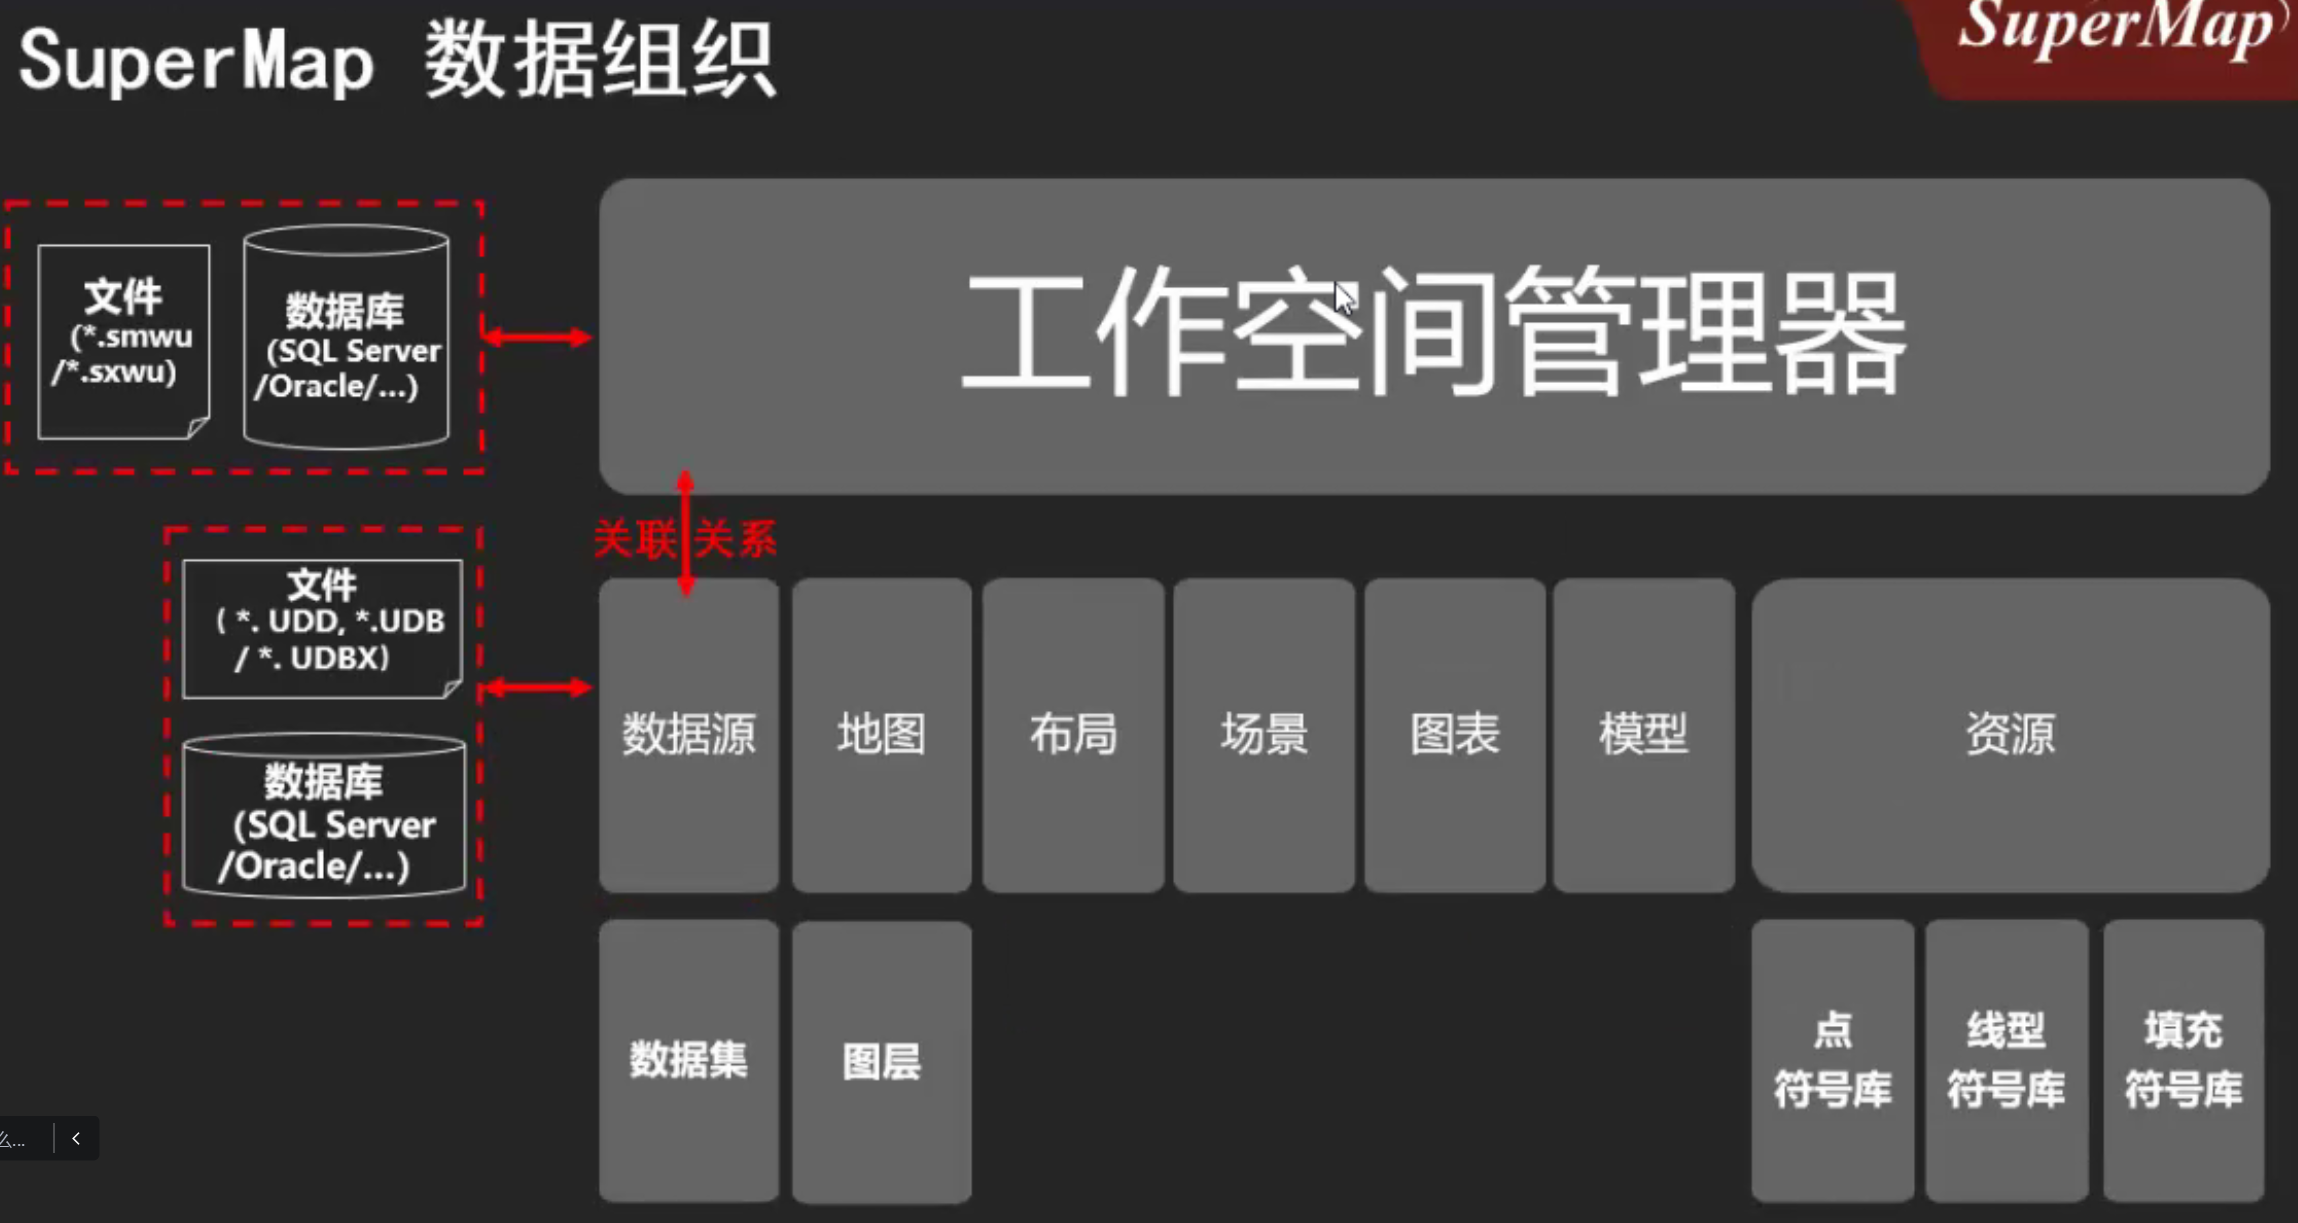 SuperMap 数据组织
SuperMap
文件
(*.smwu
/*.sxwu)
数据库
(SQL Server
/Oracle/...)
工作空间管理器
关联关系
文件
( *. UDD, *.UDB
/ *. UDBX)
数据库
(SQL Server
/Oracle/...)
数据源
地图
布局
场景
图表
模型
资源
数据集
图层
点
符号库
线型
符号库
填充
符号库